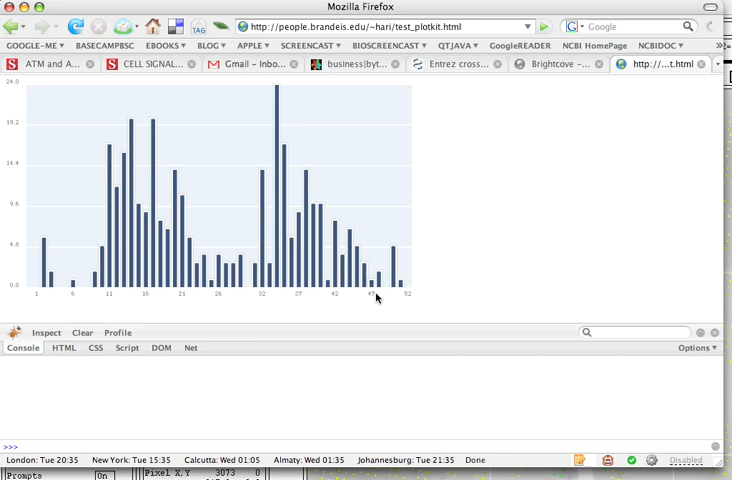 Mozilla Firefox
http://people.brandeis.edu/~hari/test_plotkit.html
Google
GOOGLE-ME BASECAMPBSC EBOOKS BLOG APPLE SCREENCAST BIOSCREENCAST QTJAVA GoogleREADER NCBI HomePage NCBIDOC
ATM and A... CELL SIGNAL... Gmail - Inbo... business|byt... Entrez cross... Brightcove -... http://...t.html
24.0
19.2
14.4
9.6
4.8
0.0
1 6 11 16 21 26 32 37 42 47 52
Inspect Clear Profile
Console HTML CSS Script DOM Net Options
>>>
London: Tue 20:35 New York: Tue 15:35 Calcutta: Wed 01:05 Almaty: Wed 01:35 Johannesburg: Tue 21:35 Done Disabled
Prompts On Pixel X,Y 3073 0